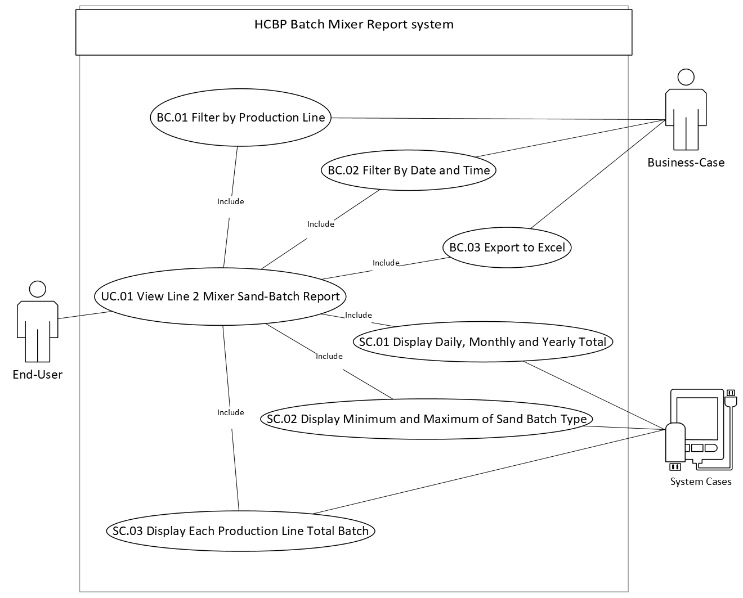 HCBP Batch Mixer Report system
BC.01 Filter by Production Line
Business-Case
BC.02 Filter By Date and Time
Include
Include
BC.03 Export to Excel
Include
UC.01 View Line 2 Mixer Sand-Batch Report
Include
SC.01 Display Daily, Monthly and Yearly Total
Include
End-User
Include
SC.02 Display Minimum and Maximum of Sand Batch Type
System Cases
SC.03 Display Each Production Line Total Batch